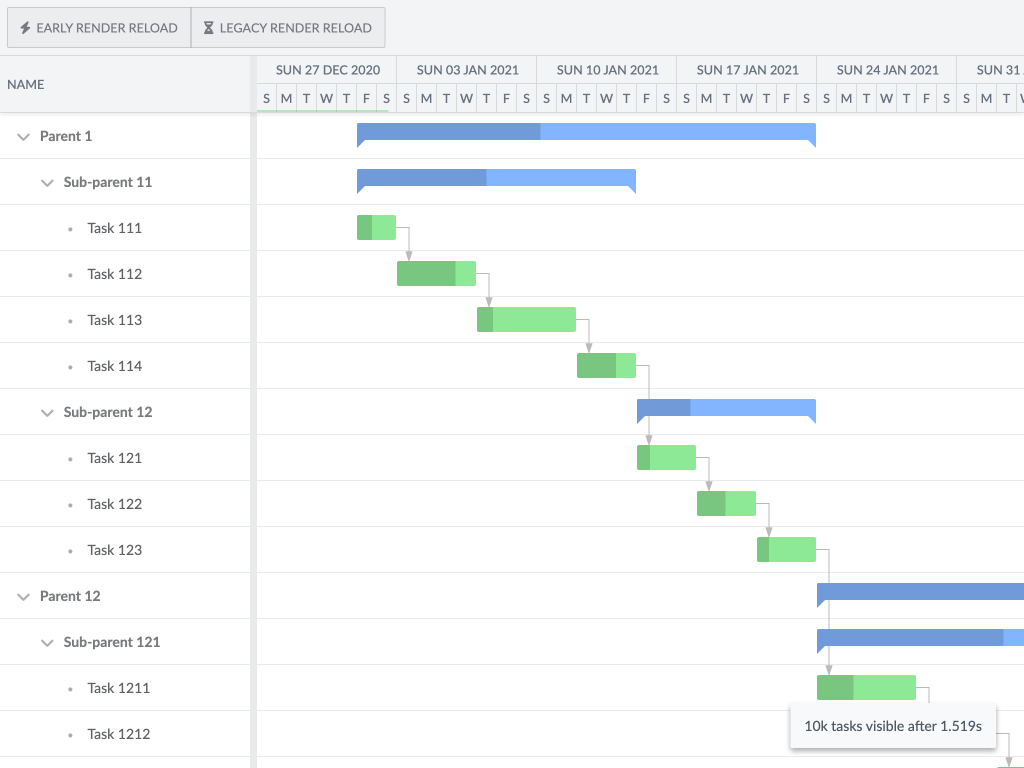 EARLY RENDER RELOAD LEGACY RENDER RELOAD
NAME
SUN 27 DEC 2020 SUN 03 JAN 2021 SUN 10 JAN 2021 SUN 17 JAN 2021 SUN 24 JAN 2021 SUN 31
S M T W T F S S M T W T F S S M T W T F S S M T W T F S S M T W T F S S M T
Parent 1
Sub-parent 11
Task 111
Task 112
Task 113
Task 114
Sub-parent 12
Task 121
Task 122
Task 123
Parent 12
Sub-parent 121
Task 1211
10k tasks visible after 1.519s
Task 1212